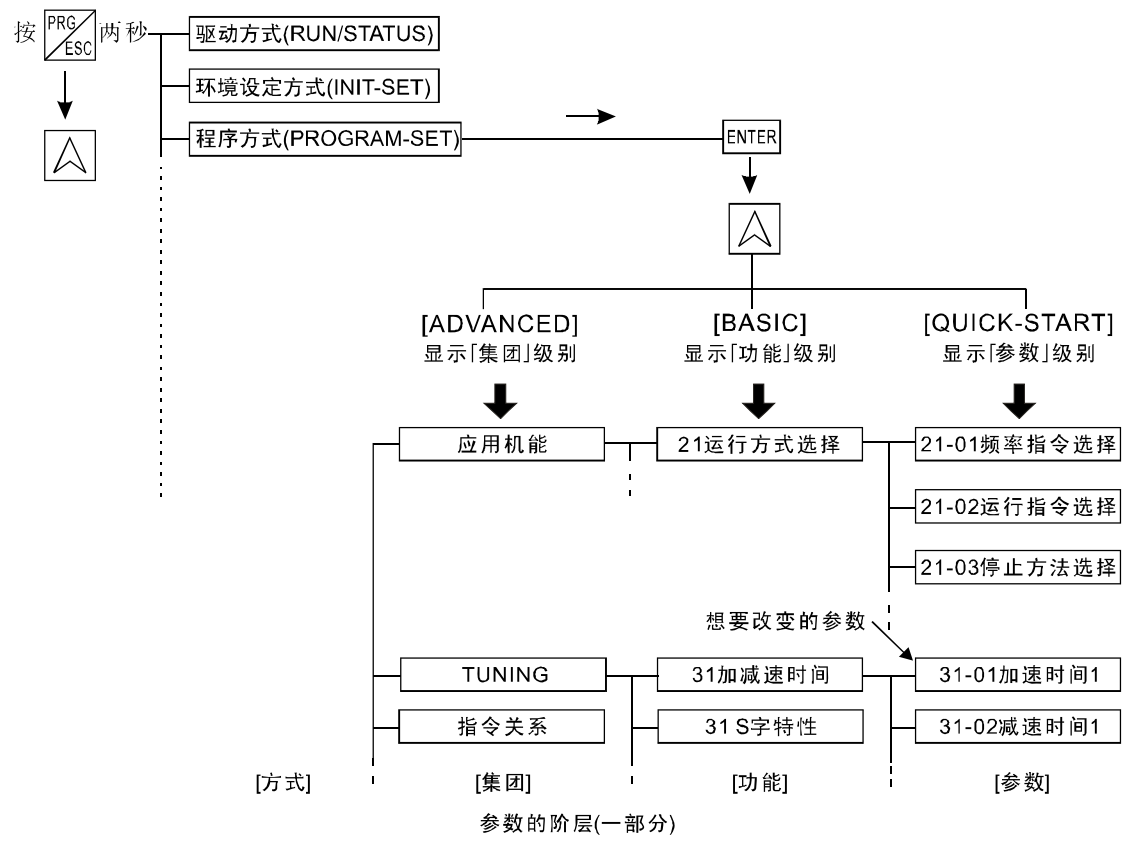 按 PRG/ESC 两秒
驱动方式(RUN/STATUS)
环境设定方式(INIT-SET)
程序方式(PROGRAM-SET)
ENTER
[ADVANCED]
显示「集团」级别
[BASIC]
显示「功能」级别
[QUICK-START]
显示「参数」级别
应用机能
21运行方式选择
21-01频率指令选择
21-02运行指令选择
21-03停止方法选择
想要改变的参数
TUNING
31加减速时间
31-01加速时间1
指令关系
31 S字特性
31-02减速时间1
[方式]
[集团]
[功能]
[参数]
参数的阶层(一部分)